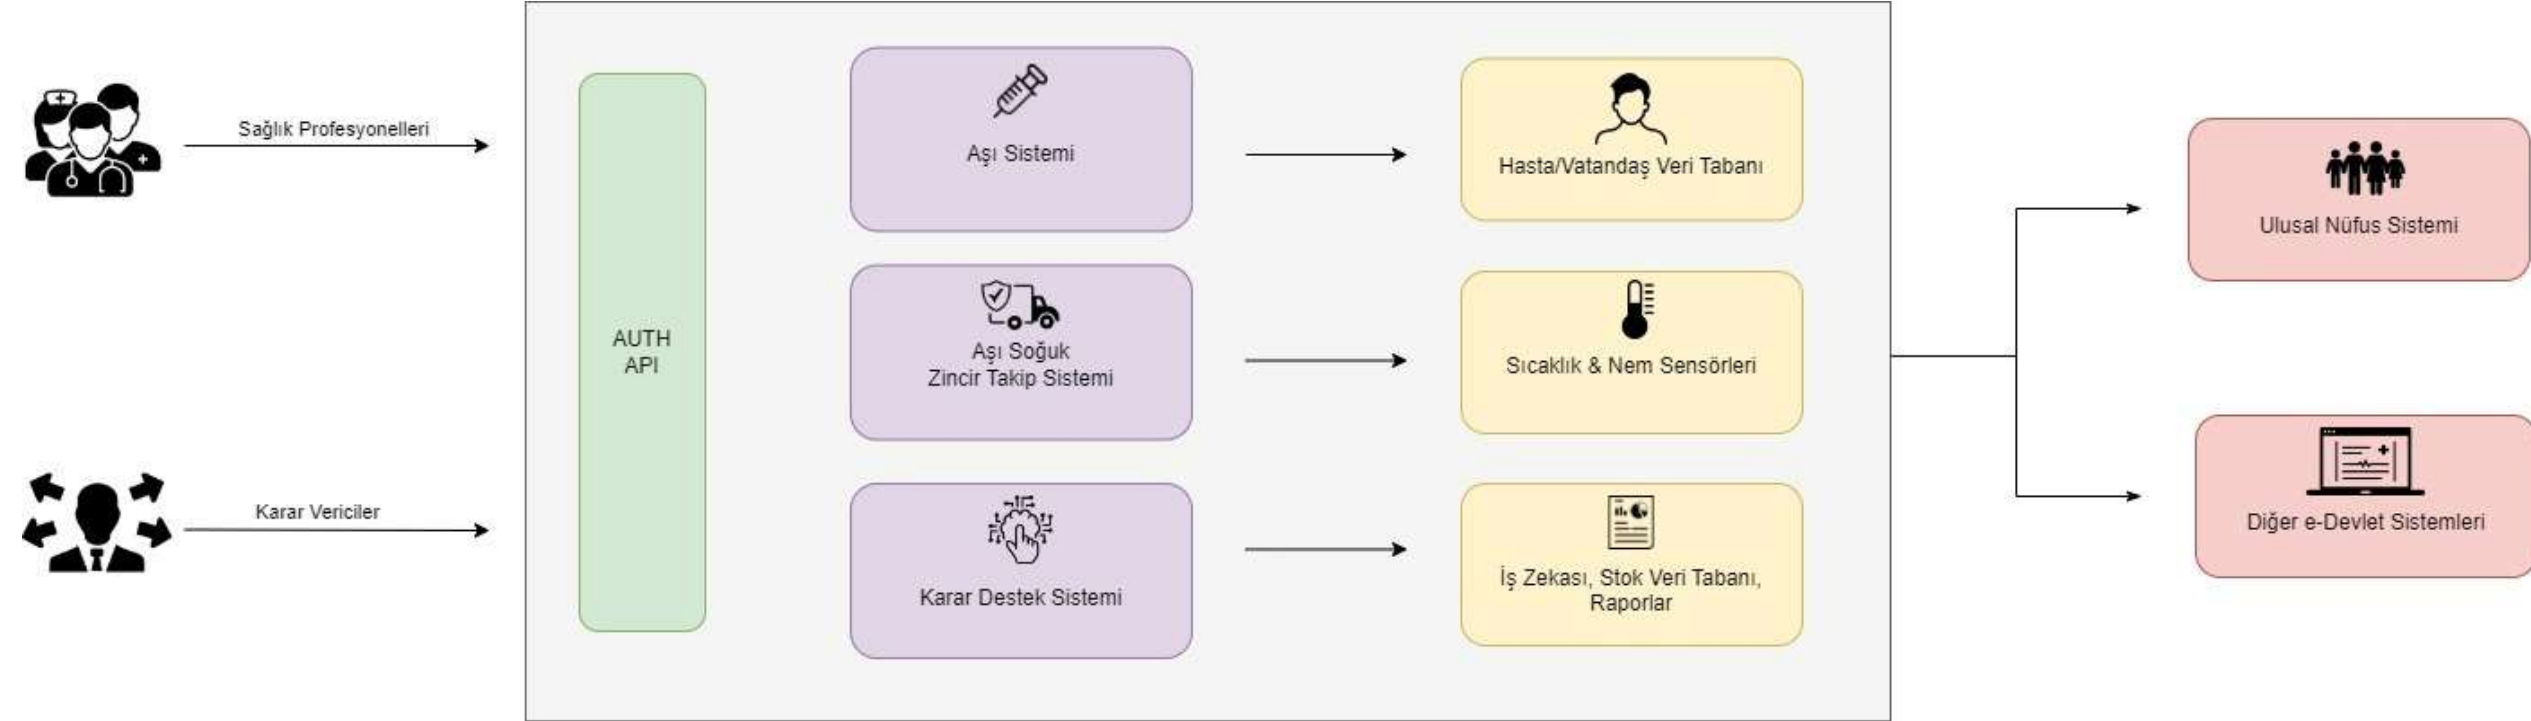 Sağlık Profesyonelleri
Karar Vericiler
AUTH
API
Aşı Sistemi
Aşı Soğuk
Zincir Takip Sistemi
Karar Destek Sistemi
Hasta/Vatandaş Veri Tabanı
Sıcaklık & Nem Sensörleri
İş Zekası, Stok Veri Tabanı,
Raporlar
Ulusal Nüfus Sistemi
Diğer e-Devlet Sistemleri